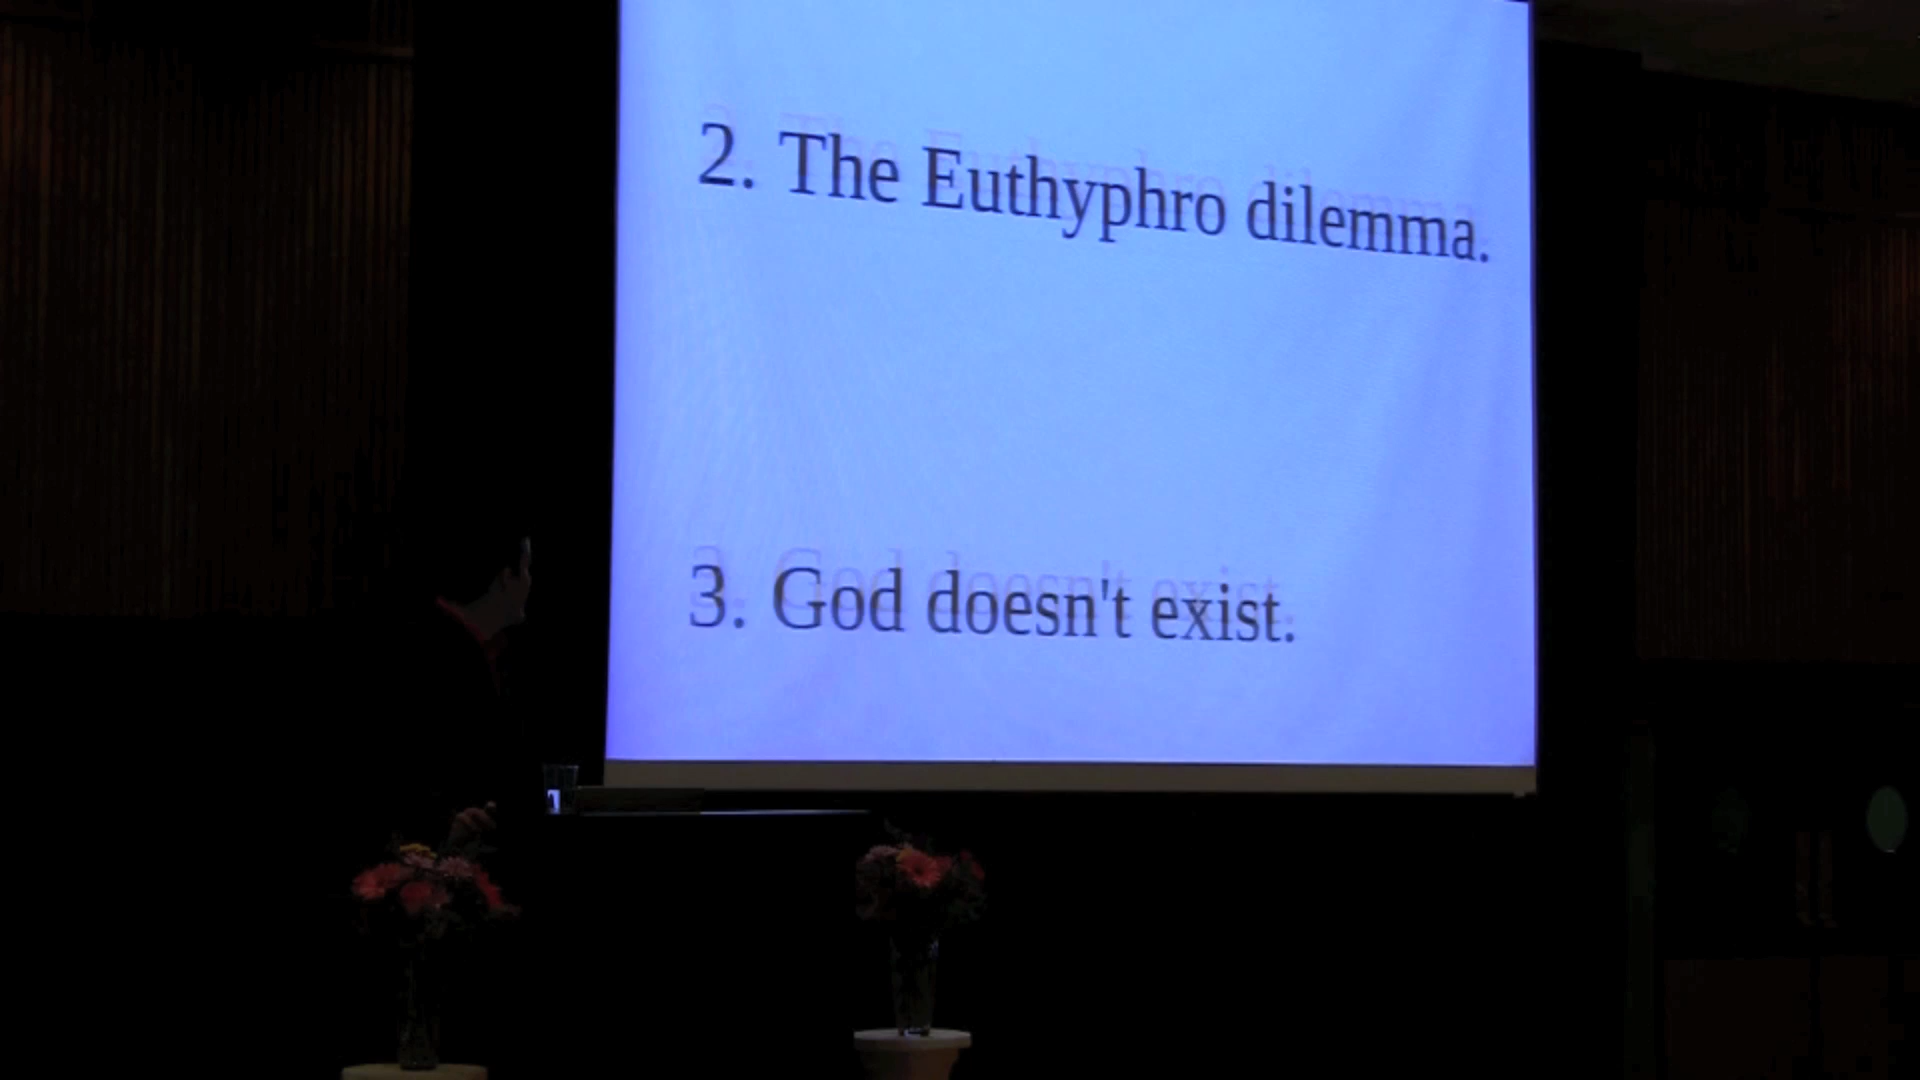 2. The Euthyphro dilemma.
3. God doesn't exist.